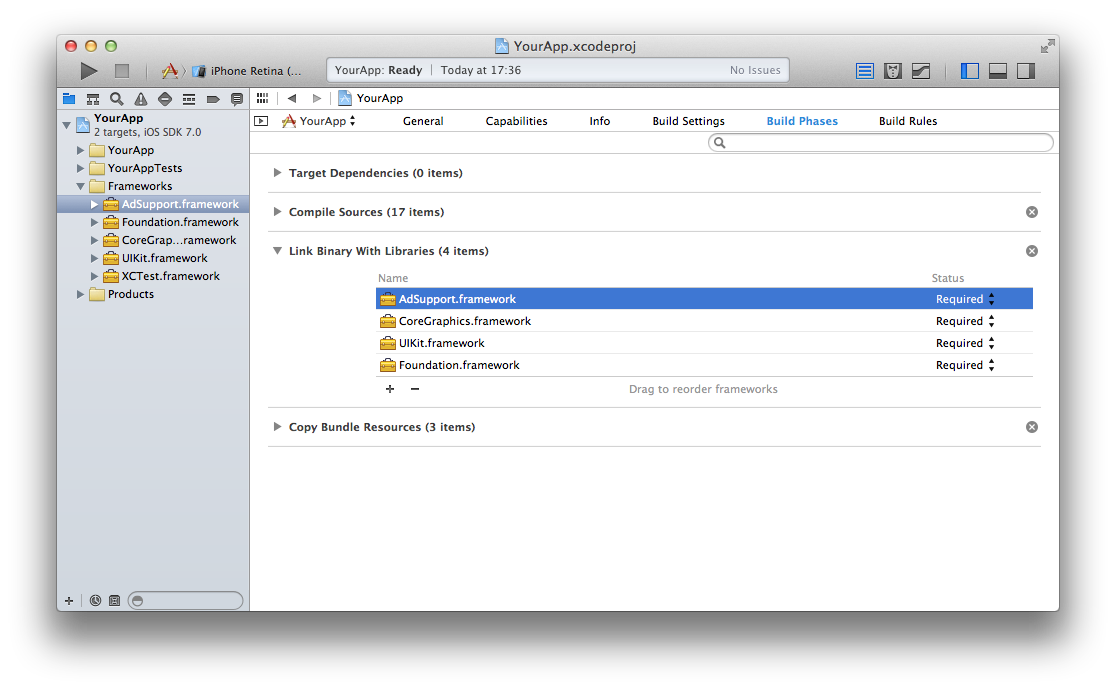 YourApp.xcodeproj
iPhone Retina (...
YourApp: Ready | Today at 17:36 No Issues
YourApp
YourApp
2 targets, iOS SDK 7.0
YourApp
YourAppTests
Frameworks
AdSupport.framework
Foundation.framework
CoreGrap...ramework
UIKit.framework
XCTest.framework
Products
YourApp General Capabilities Info Build Settings Build Phases Build Rules
Target Dependencies (0 items)
Compile Sources (17 items)
Link Binary With Libraries (4 items)
Name Status
AdSupport.framework Required
CoreGraphics.framework Required
UIKit.framework Required
Foundation.framework Required
Drag to reorder frameworks
Copy Bundle Resources (3 items)